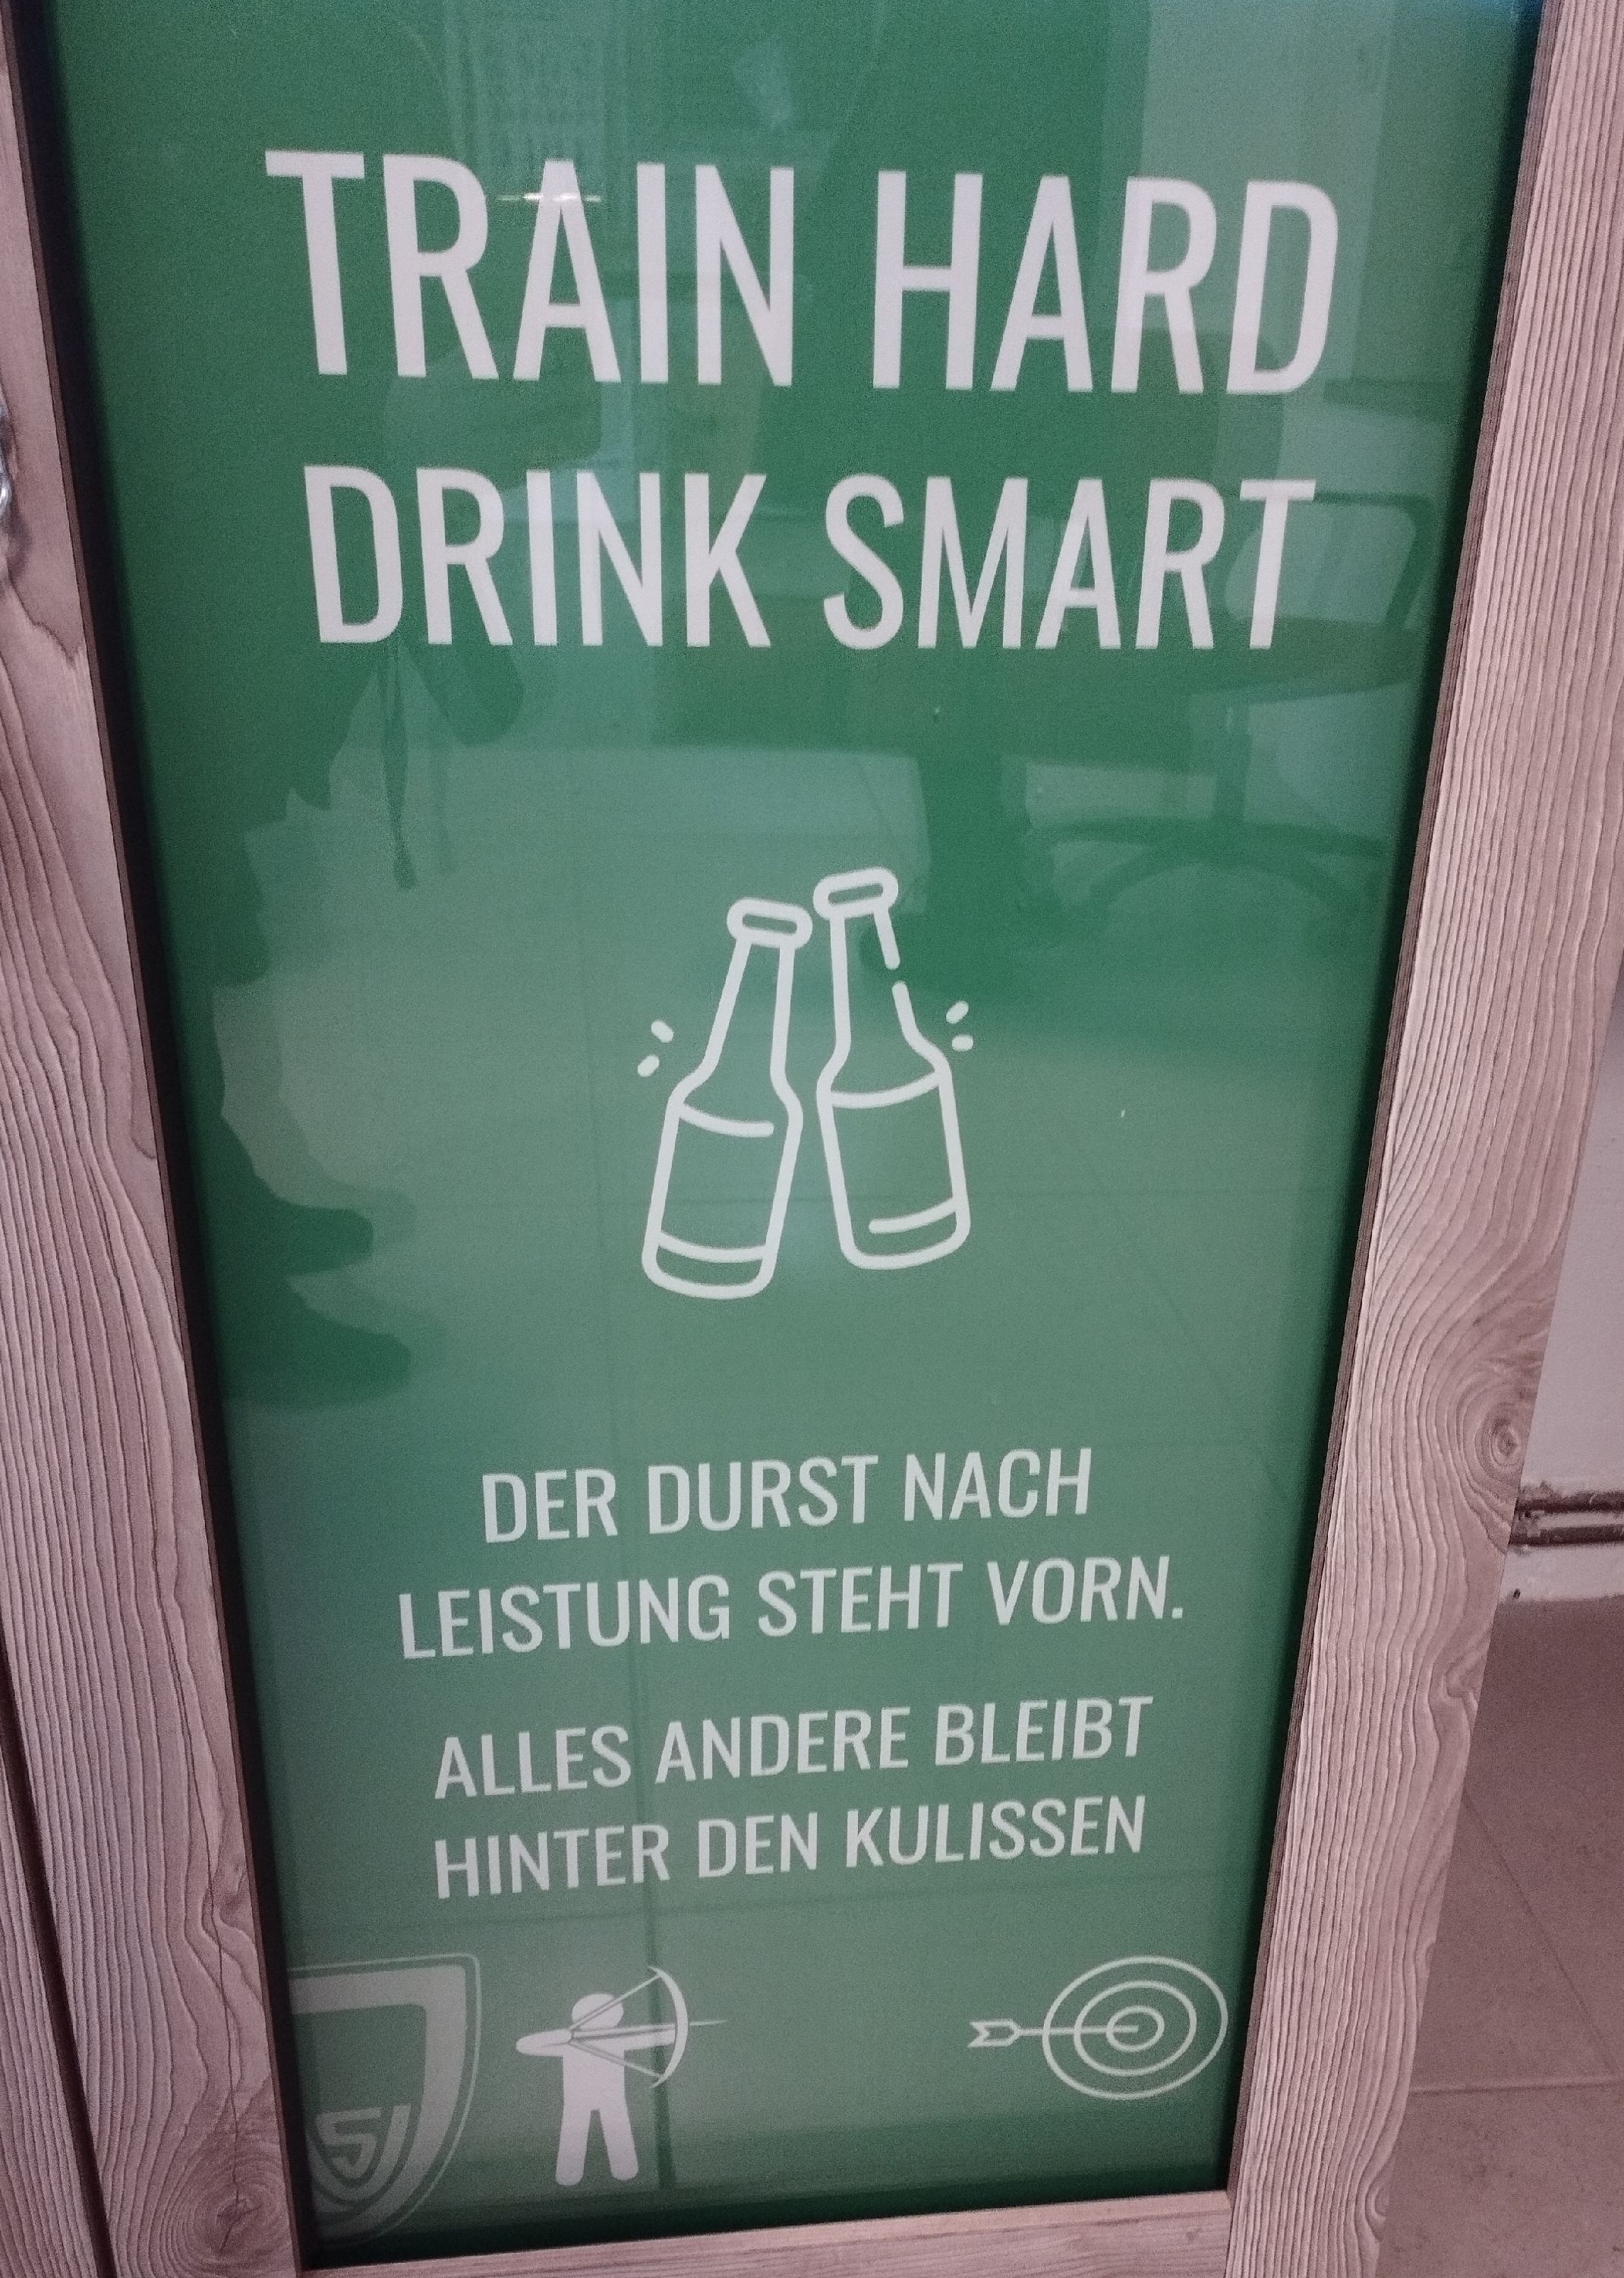 TRAIN HARD
DRINK SMART
DER DURST NACH
LEISTUNG STEHT VORN.
ALLES ANDERE BLEIBT
HINTER DEN KULISSEN